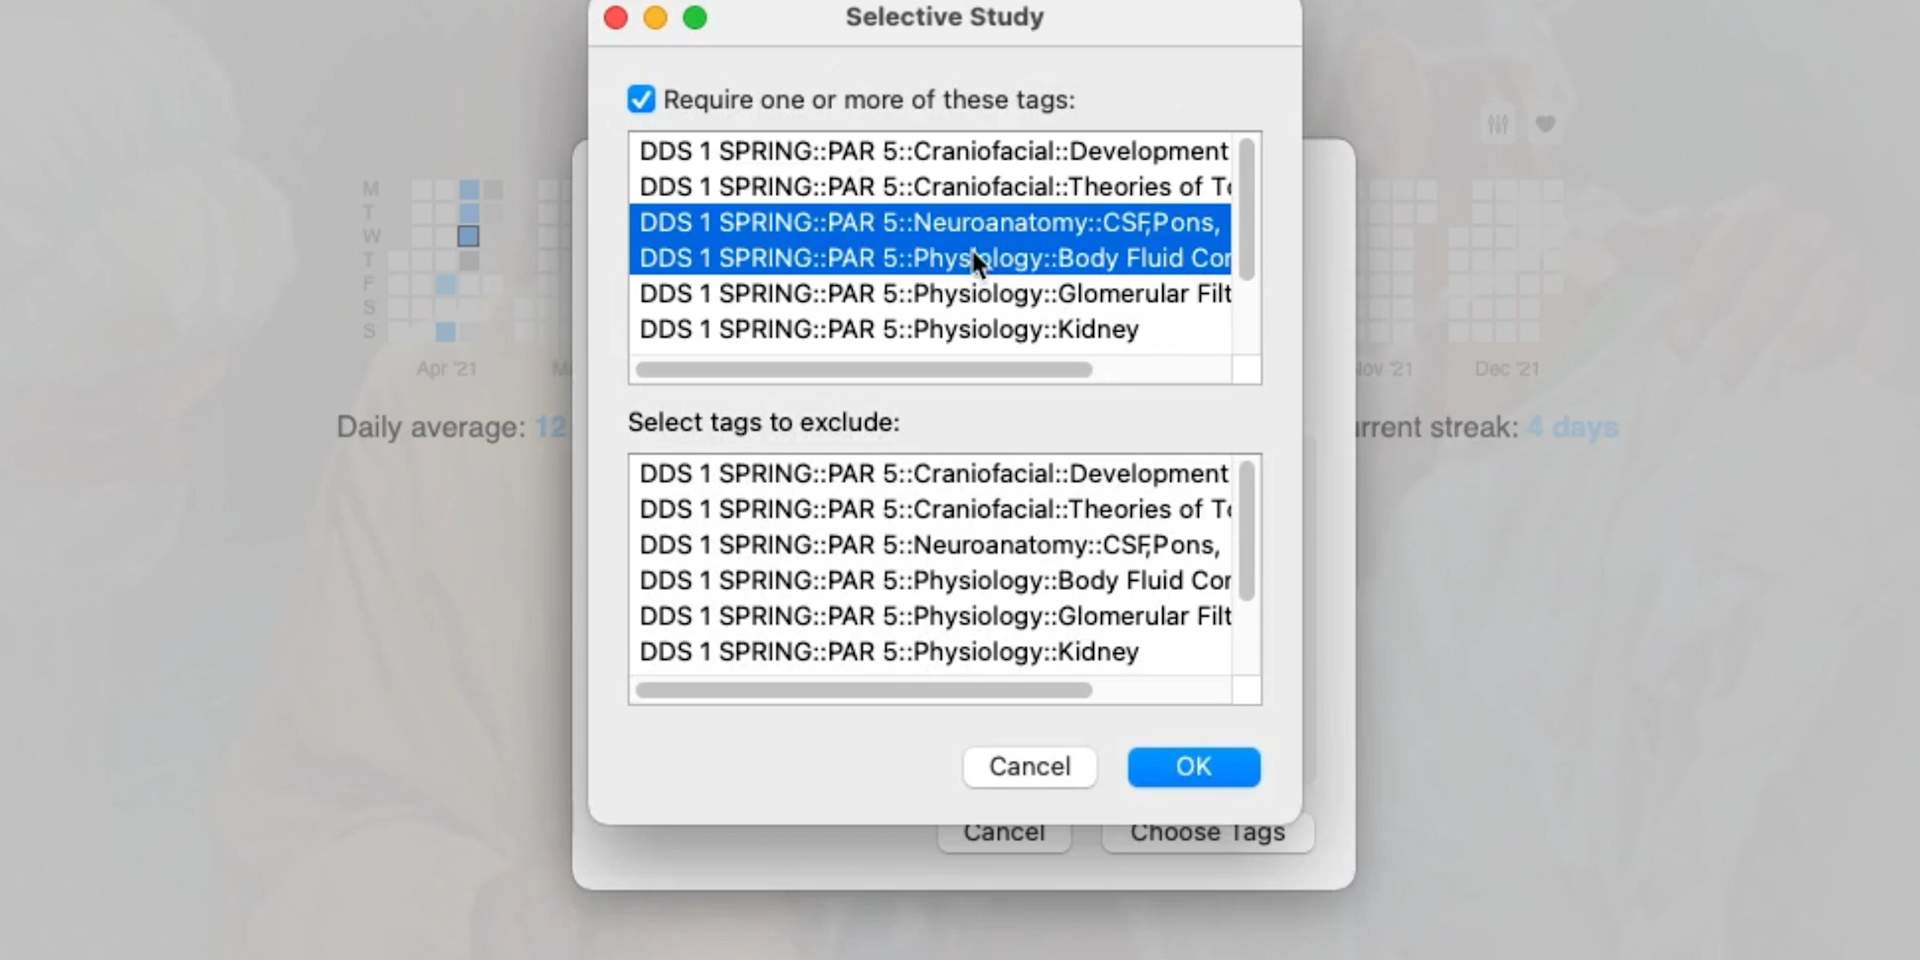 Selective Study
Require one or more of these tags:
DDS 1 SPRING::PAR 5::Craniofacial::Development
DDS 1 SPRING::PAR 5::Craniofacial::Theories of
DDS 1 SPRING::PAR 5::Neuroanatomy::CSF,Pons,
DDS 1 SPRING::PAR 5::Physiology::Body Fluid
DDS 1 SPRING::PAR 5::Physiology::Glomerular
DDS 1 SPRING::PAR 5::Physiology::Kidney
Select tags to exclude:
DDS 1 SPRING::PAR 5::Craniofacial::Development
DDS 1 SPRING::PAR 5::Craniofacial::Theories of
DDS 1 SPRING::PAR 5::Neuroanatomy::CSF,Pons,
DDS 1 SPRING::PAR 5::Physiology::Body Fluid
DDS 1 SPRING::PAR 5::Physiology::Glomerular
DDS 1 SPRING::PAR 5::Physiology::Kidney
Cancel OK
Cancel Choose Tags
M
T
W
T
F
S
S
Apr '21
Nov '21 Dec '21
Daily average: 12
streak: 4 days